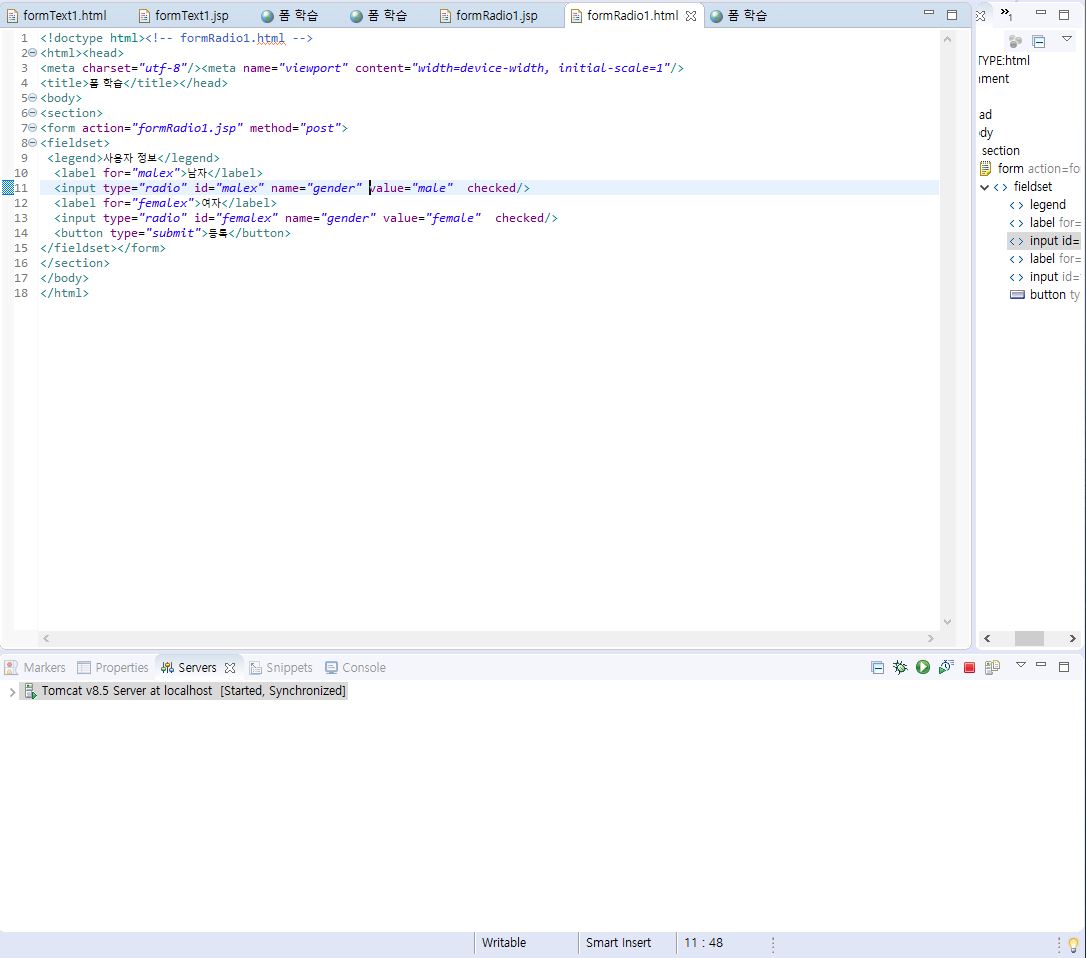 formText1.html formText1.jsp 폼 학습 폼 학습 formRadio1.jsp formRadio1.html 폼 학습
1 <!doctype html><!-- formRadio1.html -->
2 <html><head>
3 <meta charset="utf-8"/><meta name="viewport" content="width=device-width, initial-scale=1"/>
4 <title>폼 학습</title></head>
5 <body>
6 <section>
7 <form action="formRadio1.jsp" method="post">
8 <fieldset>
9 <legend>사용자 정보</legend>
10 <label for="malex">남자</label>
11 <input type="radio" id="malex" name="gender" value="male" checked/>
12 <label for="femalex">여자</label>
13 <input type="radio" id="femalex" name="gender" value="female" checked/>
14 <button type="submit">등록</button>
15 </fieldset></form>
16 </section>
17 </body>
18 </html>
»1
TYPE:html
nment
ad
dy
section
form action=fo
<> fieldset
<> legend
<> label for=
<> input id=
<> label for=
<> input id=
button ty
Markers Properties Servers Snippets Console
Tomcat v8.5 Server at localhost [Started, Synchronized]
Writable Smart Insert 11 : 48